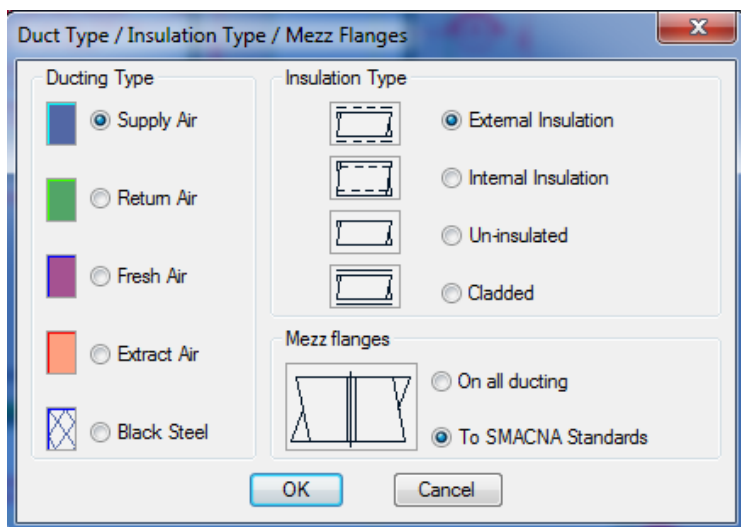 Duct Type / Insulation Type / Mezz Flanges
Ducting Type
Supply Air
Return Air
Fresh Air
Extract Air
Black Steel
Insulation Type
External Insulation
Internal Insulation
Un-insulated
Cladded
Mezz flanges
On all ducting
To SMACNA Standards
OK
Cancel